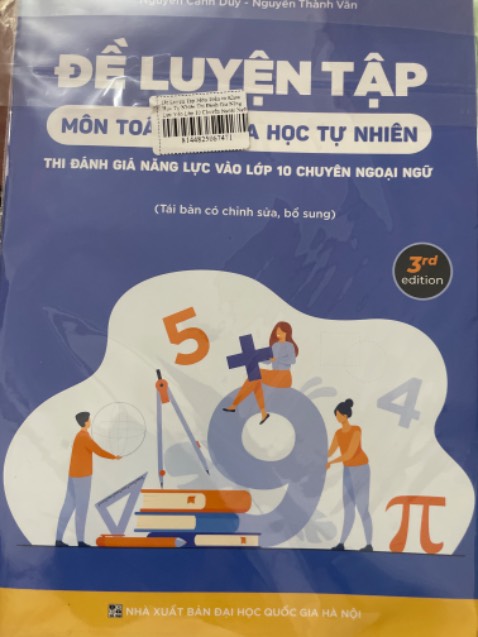 Nguyễn Cảnh Duy - Nguyễn Thành Văn
ĐỀ LUYỆN TẬP
MÔN TOÁ A HỌC TỰ NHIÊN
8144825067471
THI ĐÁNH GIÁ NĂNG LỰC VÀO LỚP 10 CHUYÊN NGOẠI NGỮ
(Tái bản có chỉnh sửa, bổ sung)
3rd
edition
5
+
9
4
π
NHÀ XUẤT BẢN ĐẠI HỌC QUỐC GIA HÀ NỘI